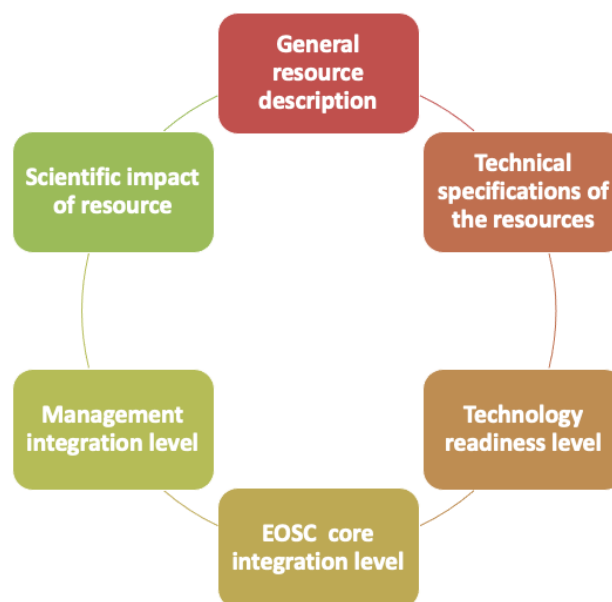 General
resource
description
Technical
specifications of
the resources
Technology
readiness level
EOSC  core
integration level
Management
integration level
Scientific impact
of resource